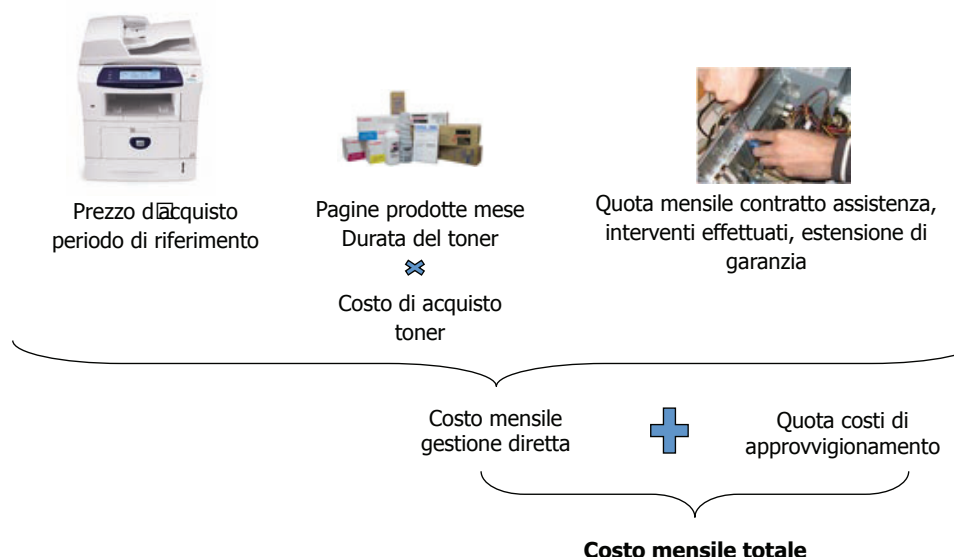 Prezzo d'acquisto
periodo di riferimento
Pagine prodotte mese
Durata del toner
Costo di acquisto
toner
Quota mensile contratto assistenza,
interventi effettuati, estensione di
garanzia
Costo mensile
gestione diretta
Quota costi di
approvvigionamento
Costo mensile totale